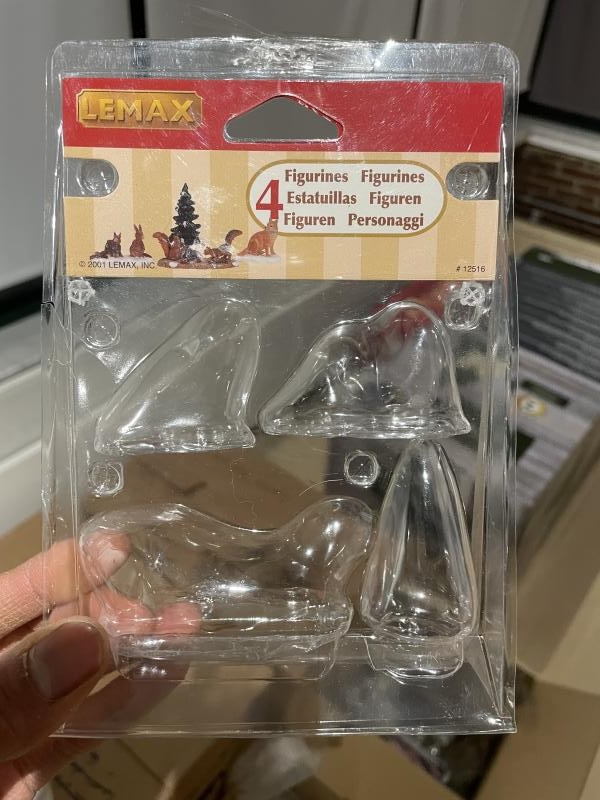 LEMAX
4
Figurines Figurines
Estatuillas Figuren
Figuren Personaggi
© 2001 LEMAX, INC
# 12516